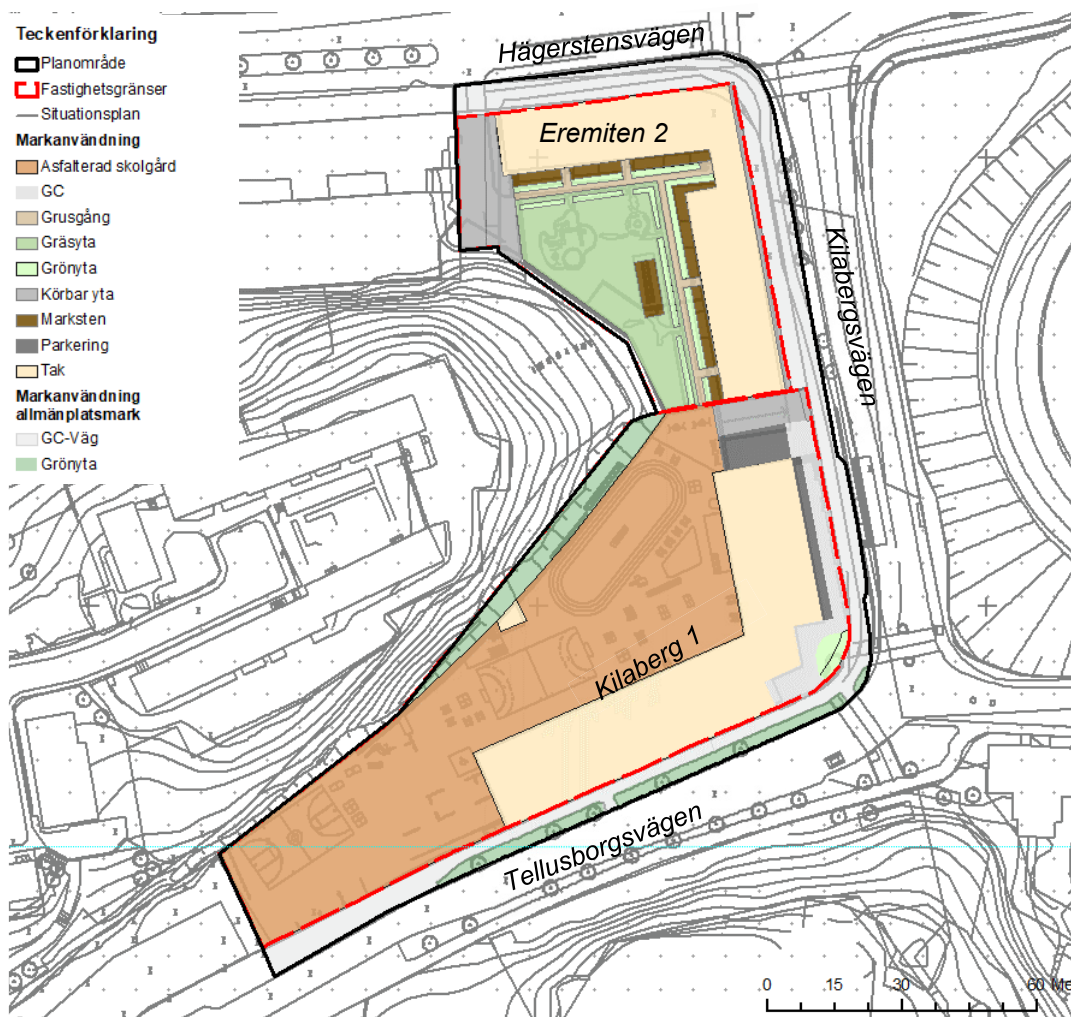 Teckenförklaring
Planområde
Fastighetsgränser
Situationsplan
Markanvändning
Asfalterad skolgård
GC
Grusgång
Gräsyta
Grönyta
Körbar yta
Marksten
Parkering
Tak
Markanvändning
allmänplatsmark
GC-Väg
Grönyta
Hägerstensvägen
Eremiten 2
Kilabergsvägen
Kilaberg 1
Tellusborgsvägen
0 15 30 60 Me